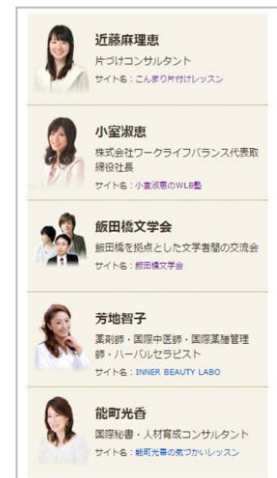 近藤麻理恵
片づけコンサルタント
サイト名：こんまり片付けレッスン
小室淑恵
株式会社ワークライフバランス代表取
締役社長
サイト名：小室淑恵のWLB塾
飯田橋文学会
飯田橋を拠点とした文学者間の交流会
サイト名：飯田橋文学会
芳地智子
薬剤師・国際中医師・国際薬膳管理
師・ハーバルセラピスト
サイト名：INNER BEAUTY LABO
能町光香
国際秘書・人材育成コンサルタント
サイト名：能町光香の気づかいレッスン